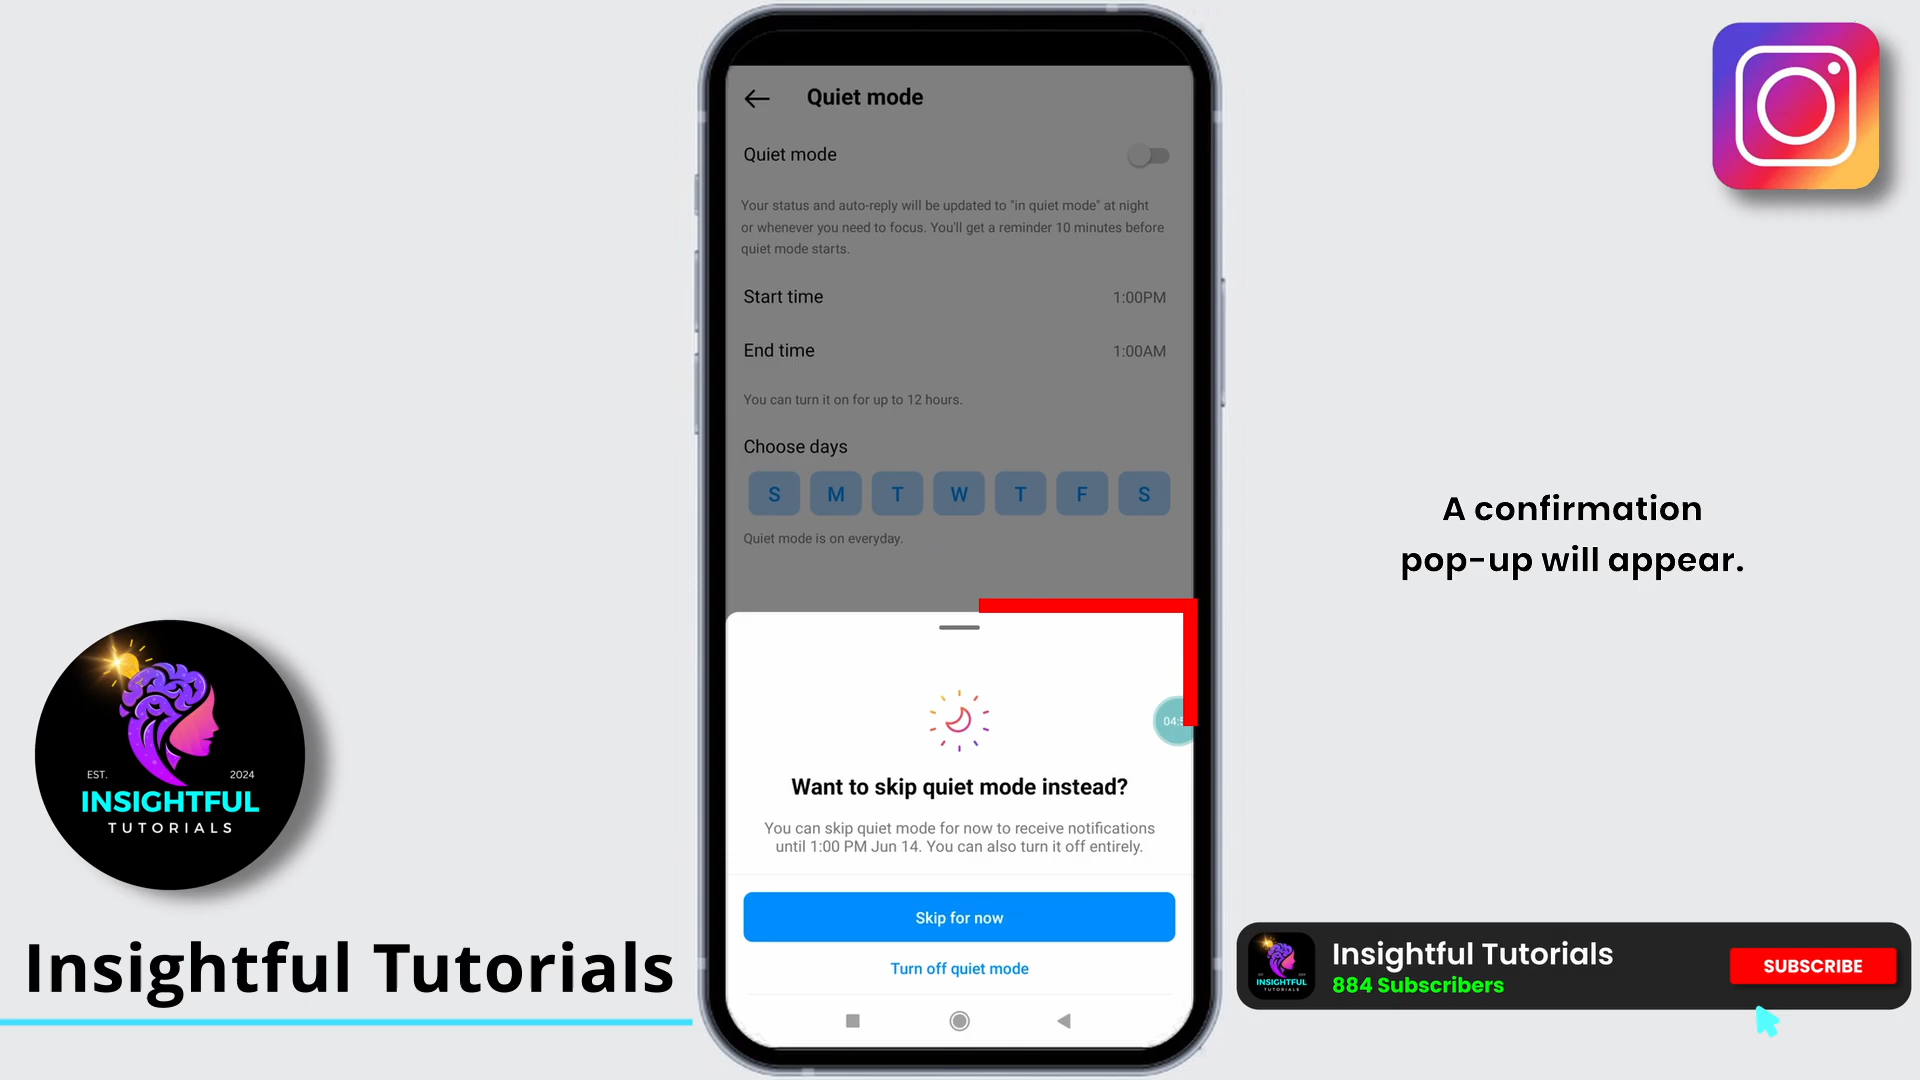 Quiet mode
Quiet mode
Your status and auto-reply will be updated to "in quiet mode" at night
or whenever you need to focus. You'll get a reminder 10 minutes before
quiet mode starts.
Start time 1:00PM
End time 1:00AM
You can turn it on for up to 12 hours.
Choose days
S M T W T F S
Quiet mode is on everyday.
A confirmation
pop-up will appear.
Want to skip quiet mode instead?
You can skip quiet mode for now to receive notifications
until 1:00 PM Jun 14. You can also turn it off entirely.
Skip for now
Turn off quiet mode
EST. 2024
INSIGHTFUL
TUTORIALS
Insightful Tutorials
INSIGHTFUL
TUTORIALS
Insightful Tutorials
884 Subscribers
SUBSCRIBE